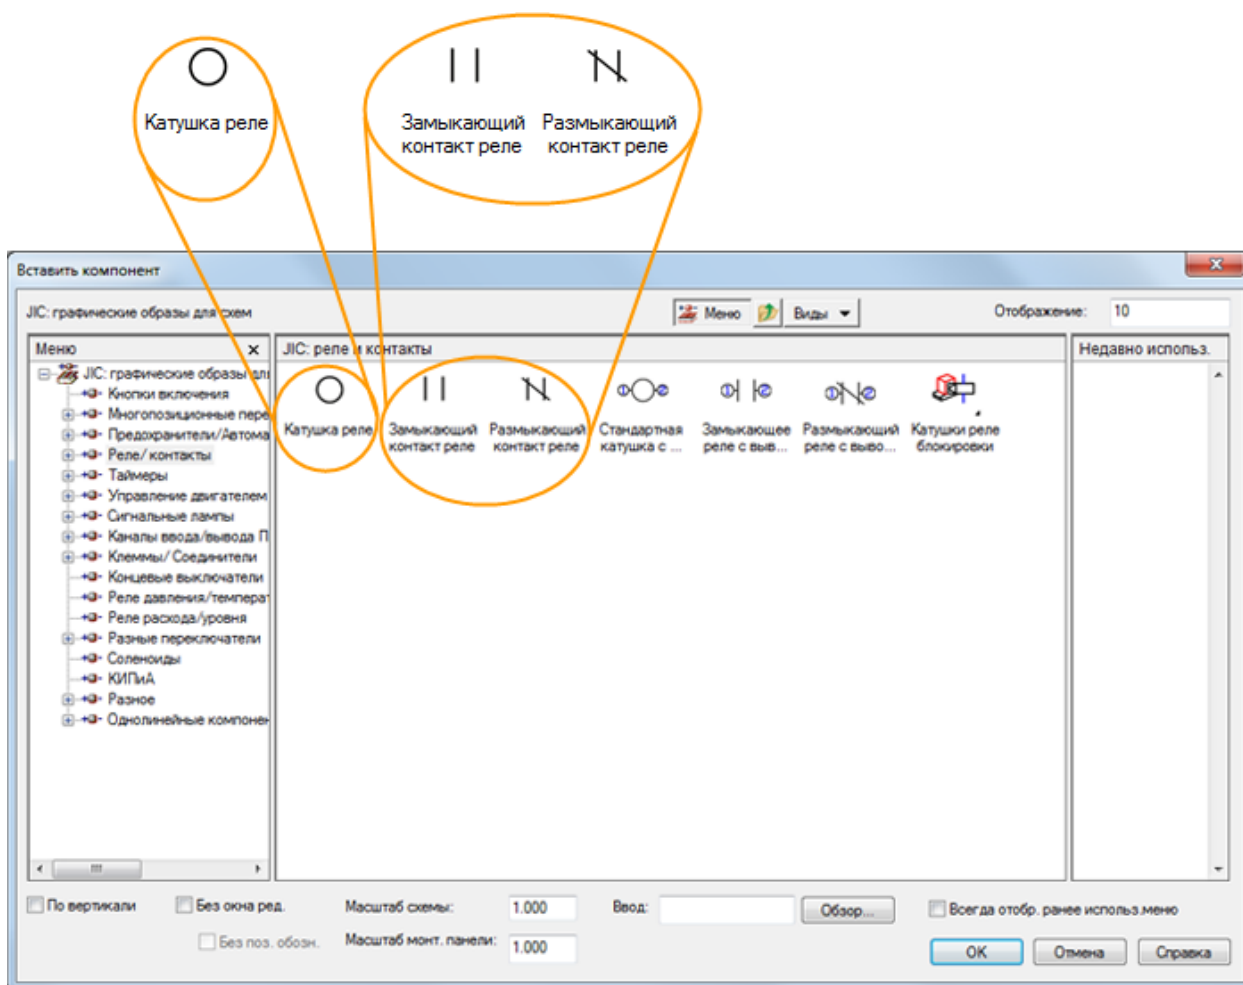 Катушка реле
Замыкающий контакт реле
Размыкающий контакт реле
Вставить компонент
JIC: графические образы для схем
Меню
Виды
Отображение:
10
Меню
JIC: графические образы для
Кнопки включения
Многопозиционные пере
Предохранители/Автома
Реле/контакты
Таймеры
Управление двигателем
Сигнальные лампы
Каналы ввода/вывода П
Клеммы/Соединители
Концевые выключатели
Реле давления/температ
Реле расхода/уровня
Разные переключатели
Соленоиды
КИПиА
Разное
Однолинейные компонен
JIC: реле и контакты
Катушка реле
Замыкающий контакт реле
Размыкающий контакт реле
Стандартная катушка с ...
Замыкающее реле с выв...
Размыкающий реле с выво...
Катушки реле блокировки
Недавно использ.
По вертикали
Без окна ред.
Без поз. обозн.
Масштаб схемы:
1.000
Масштаб монт. панели:
1.000
Ввод:
Обзор...
Всегда отобр. ранее использ.меню
OK
Отмена
Справка